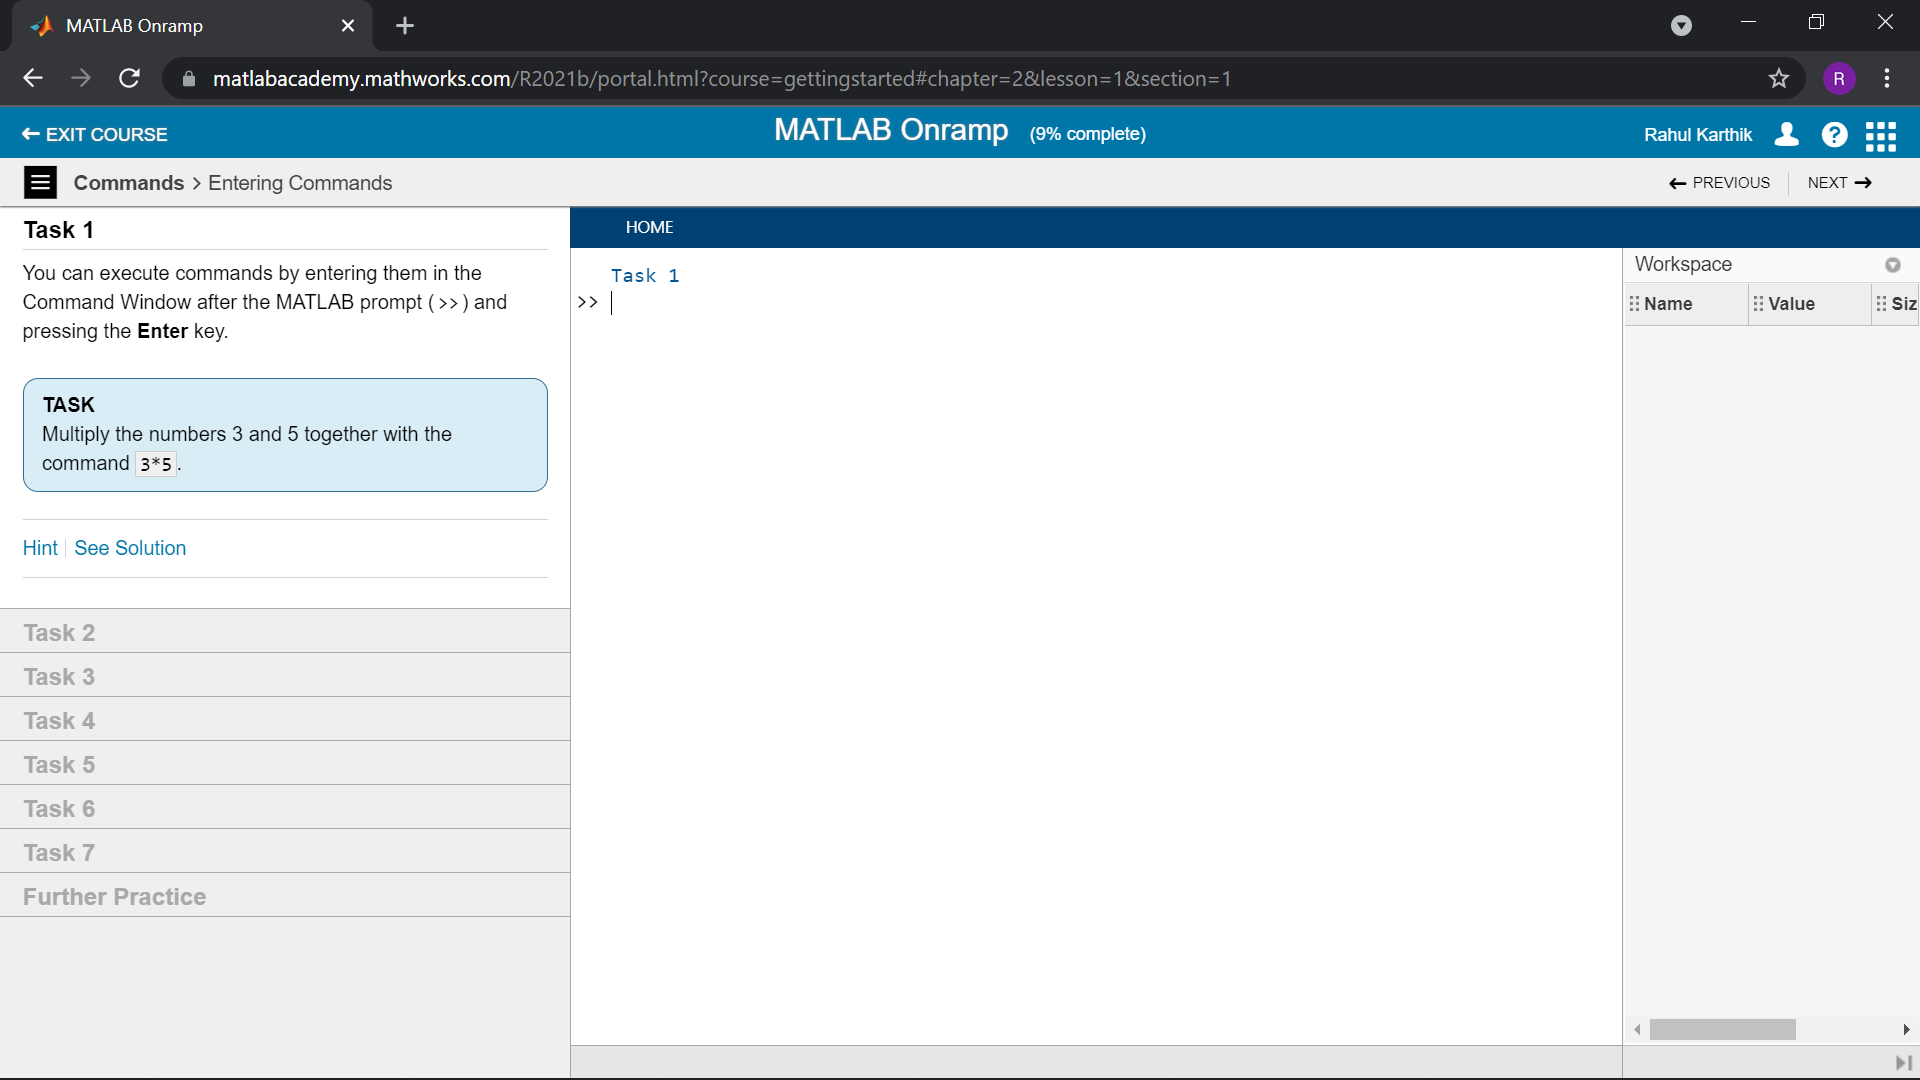 MATLAB Onramp
matlabacademy.mathworks.com/R2021b/portal.html?course=gettingstarted#chapter=2&lesson=1&section=1
R
EXIT COURSE
MATLAB Onramp (9% complete)
Rahul Karthik
?
Commands > Entering Commands
PREVIOUS
NEXT
Task 1
You can execute commands by entering them in the
Command Window after the MATLAB prompt (>>) and
pressing the Enter key.
TASK
Multiply the numbers 3 and 5 together with the
command 3*5.
Hint
See Solution
Task 2
Task 3
Task 4
Task 5
Task 6
Task 7
Further Practice
HOME
Task 1
>>
Workspace
Name
Value
Siz